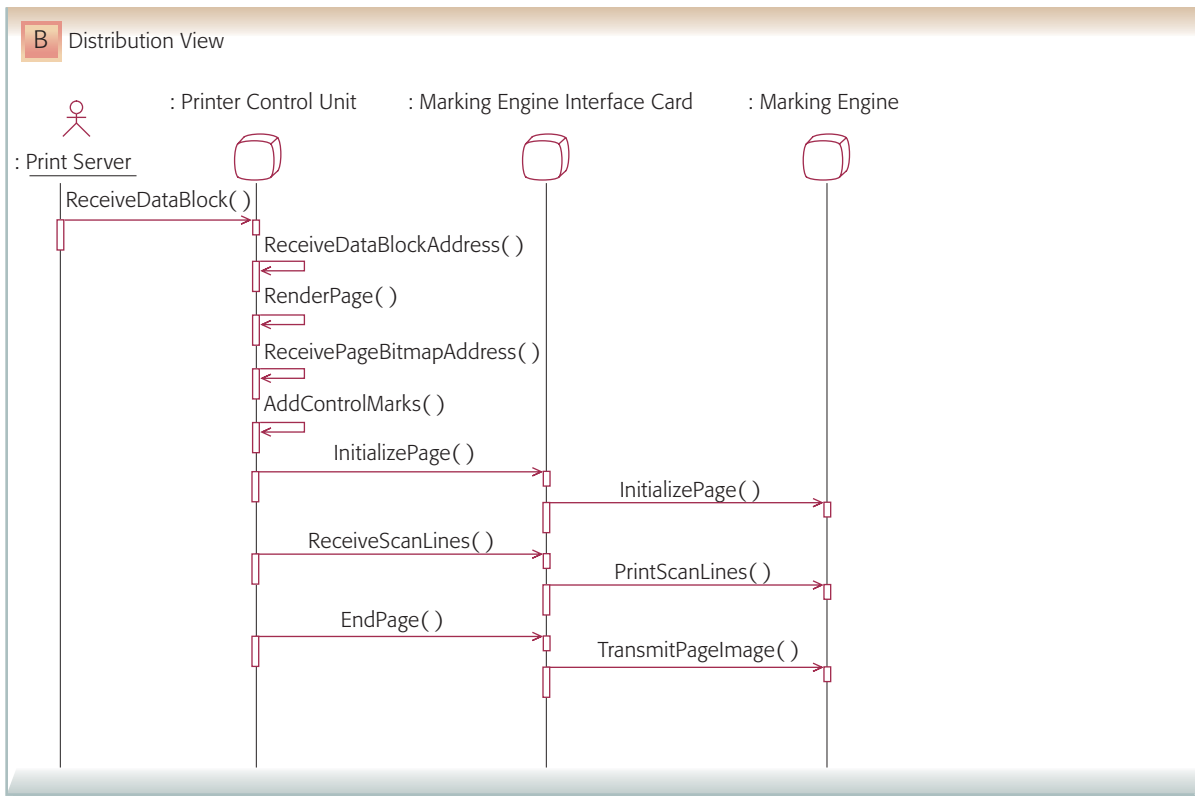 B Distribution View
: Printer Control Unit
: Marking Engine Interface Card
: Marking Engine
: Print Server
ReceiveDataBlock( )
ReceiveDataBlockAddress( )
RenderPage( )
ReceivePageBitmapAddress( )
AddControlMarks( )
InitializePage( )
InitializePage( )
ReceiveScanLines( )
PrintScanLines( )
EndPage( )
TransmitPageImage( )